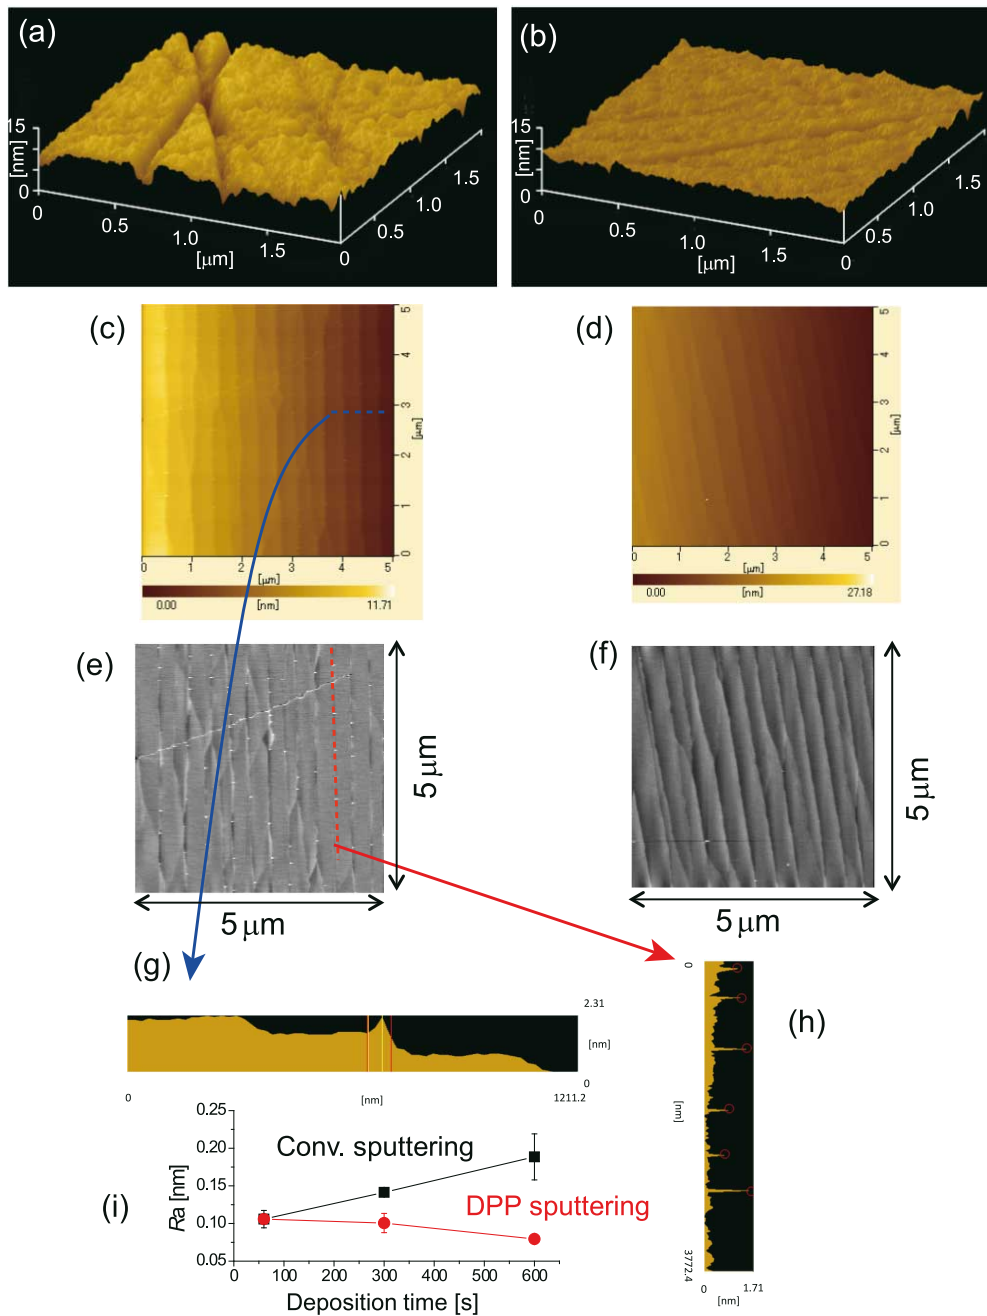 (a)
15
[nm]
0
0
0.5
1.0
1.5
[μm]
0
0.5
1.0
1.5
(b)
15
[nm]
0
0
0.5
1.0
1.5
[μm]
0
0.5
1.0
1.5
(c)
5
4
3
[μm]
2
1
0
0 1 2 3 4 5
[μm]
0.00 [nm] 11.71
(d)
5
4
3
[μm]
2
1
0
0 1 2 3 4 5
[μm]
0.00 [nm] 27.18
(e)
5 μm
5 μm
(f)
5 μm
5 μm
(g)
2.31
[nm]
0
0 [nm] 1211.2
(h)
0
[nm]
3772.4
0 1.71
[nm]
(i)
0.25
0.20
0.15
0.10
0.05
Ra [nm]
Conv. sputtering
DPP sputtering
0 100 200 300 400 500 600
Deposition time [s]